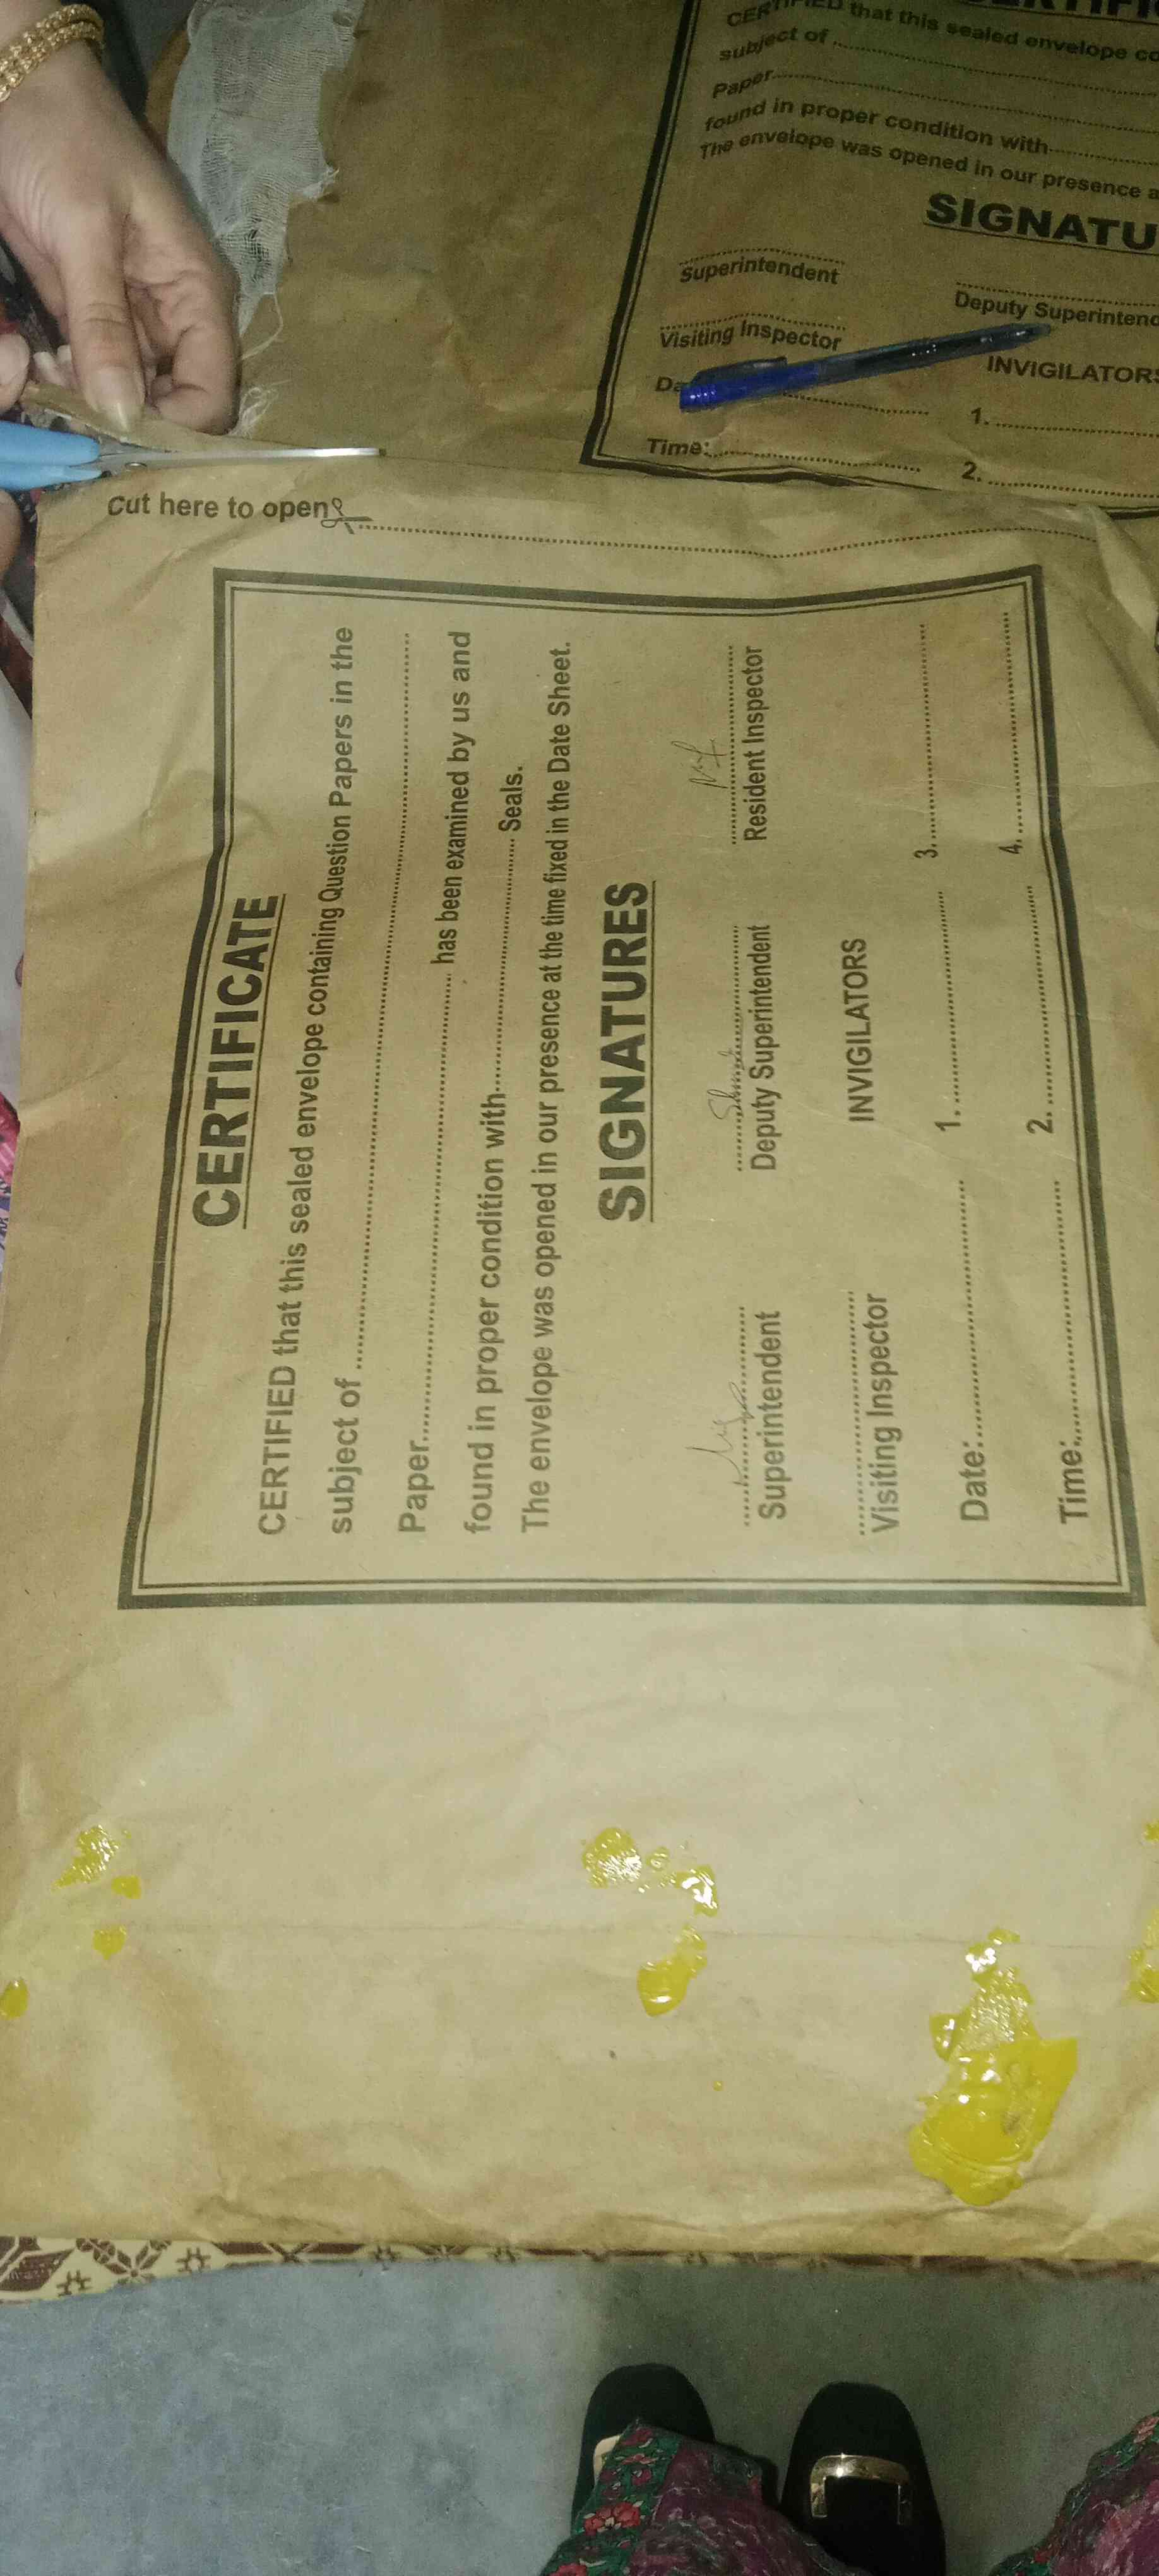 CERTIFIED that this sealed envelope co
subject of
Paper
found in proper condition with
The envelope was opened in our presence a
SIGNATU
Superintendent
Deputy Superintend
Visiting Inspector
INVIGILATORS
Da
1.
Time:
2.
Cut here to open
CERTIFICATE
CERTIFIED that this sealed envelope containing Question Papers in the
subject of
Paper has been examined by us and
found in proper condition with Seals.
The envelope was opened in our presence at the time fixed in the Date Sheet.
SIGNATURES
Superintendent Deputy Superintendent Resident Inspector
Visiting Inspector INVIGILATORS
Date: 1. 3.
Time: 2. 4.